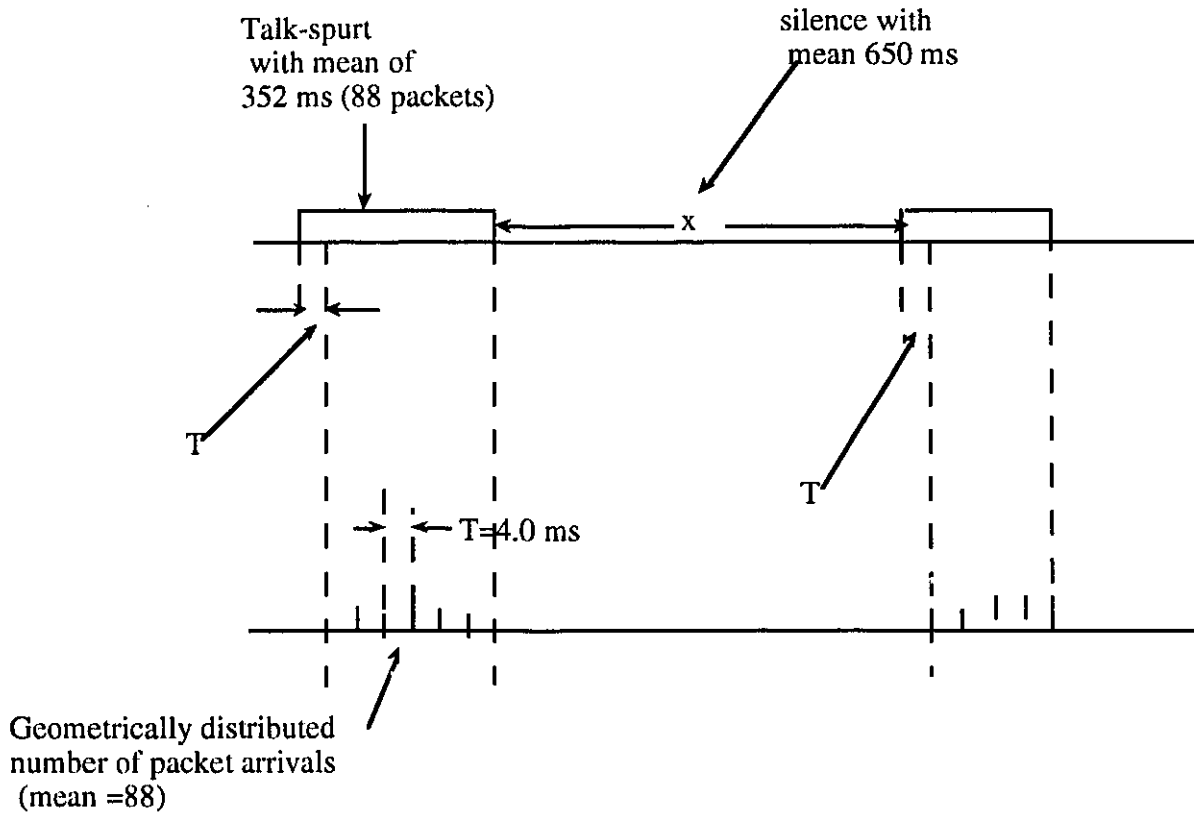 Talk-spurt
with mean of
352 ms (88 packets)
silence with
mean 650 ms
x
T
T
T=4.0 ms
Geometrically distributed
number of packet arrivals
(mean =88)